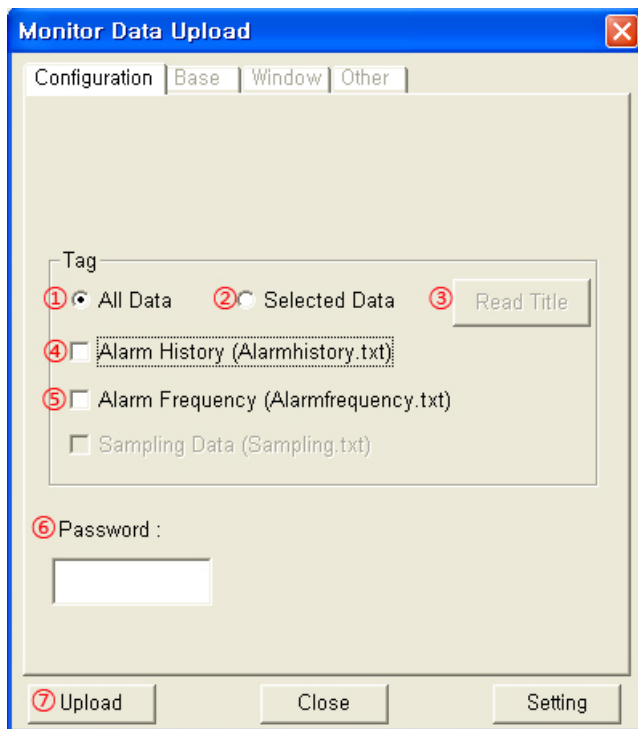 Monitor Data Upload
Configuration Base Window Other
Tag
① All Data ② Selected Data ③ Read Title
④ Alarm History (Alarmhistory.txt)
⑤ Alarm Frequency (Alarmfrequency.txt)
Sampling Data (Sampling.txt)
⑥ Password :
⑦ Upload Close Setting